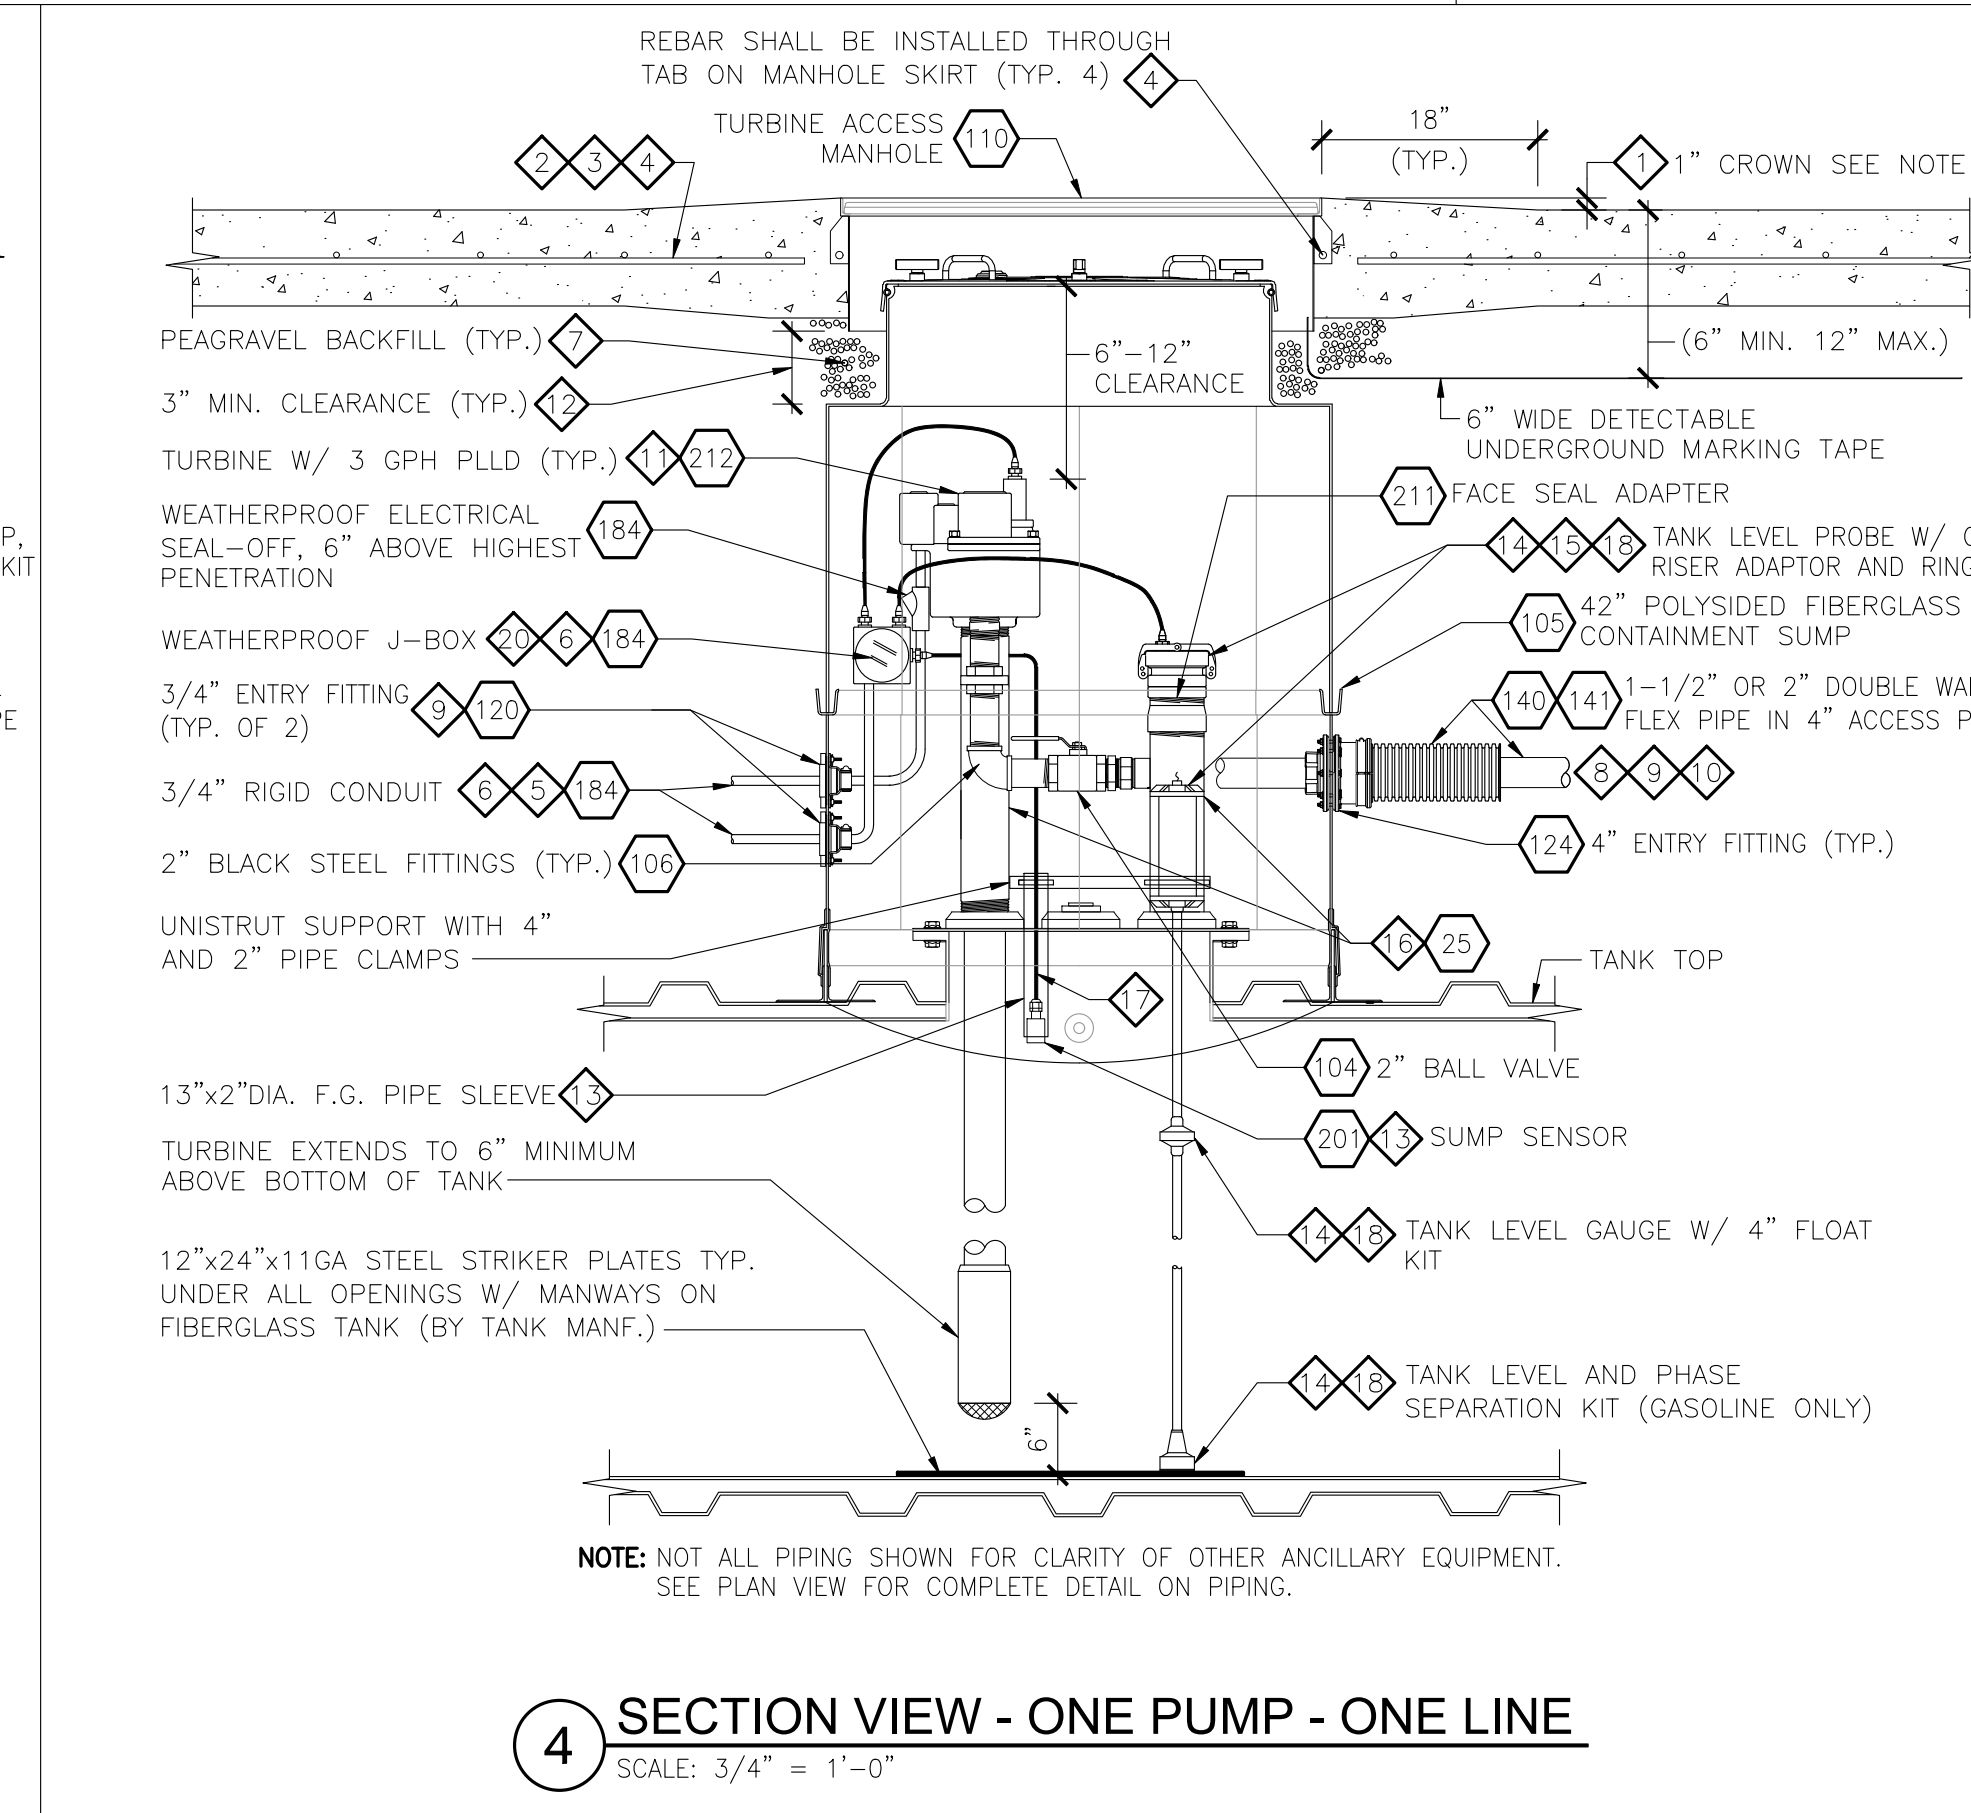 REBAR SHALL BE INSTALLED THROUGH
TAB ON MANHOLE SKIRT (TYP. 4) 4
TURBINE ACCESS
MANHOLE 110
18"
(TYP.)
2 3 4
1 1" CROWN SEE NOTE
PEAGRAVEL BACKFILL (TYP.) 7
3" MIN. CLEARANCE (TYP.) 12
6"-12"
CLEARANCE
(6" MIN. 12" MAX.)
6" WIDE DETECTABLE
UNDERGROUND MARKING TAPE
TURBINE W/ 3 GPH PLLD (TYP.) 11 212
211 FACE SEAL ADAPTER
WEATHERPROOF ELECTRICAL
SEAL-OFF, 6" ABOVE HIGHEST
PENETRATION
184
P,
KIT
14 15 18 TANK LEVEL PROBE W/
RISER ADAPTOR AND RING
105 42" POLYSIDED FIBERGLASS
CONTAINMENT SUMP
WEATHERPROOF J-BOX 20 6 184
3/4" ENTRY FITTING
(TYP. OF 2)
9 120
PE
140 141 1-1/2" OR 2" DOUBLE
FLEX PIPE IN 4" ACCESS
8 9 10
3/4" RIGID CONDUIT 6 5 184
124 4" ENTRY FITTING (TYP.)
2" BLACK STEEL FITTINGS (TYP.) 106
UNISTRUT SUPPORT WITH 4"
AND 2" PIPE CLAMPS
16 25
TANK TOP
17
104 2" BALL VALVE
13"x2"DIA. F.G. PIPE SLEEVE 13
201 13 SUMP SENSOR
TURBINE EXTENDS TO 6" MINIMUM
ABOVE BOTTOM OF TANK
14 18 TANK LEVEL GAUGE W/ 4" FLOAT
KIT
12"x24"x11GA STEEL STRIKER PLATES TYP.
UNDER ALL OPENINGS W/ MANWAYS ON
FIBERGLASS TANK (BY TANK MANF.)
14 18 TANK LEVEL AND PHASE
SEPARATION KIT (GASOLINE ONLY)
6"
NOTE: NOT ALL PIPING SHOWN FOR CLARITY OF OTHER ANCILLARY EQUIPMENT.
SEE PLAN VIEW FOR COMPLETE DETAIL ON PIPING.
4 SECTION VIEW - ONE PUMP - ONE LINE
SCALE: 3/4" = 1'-0"